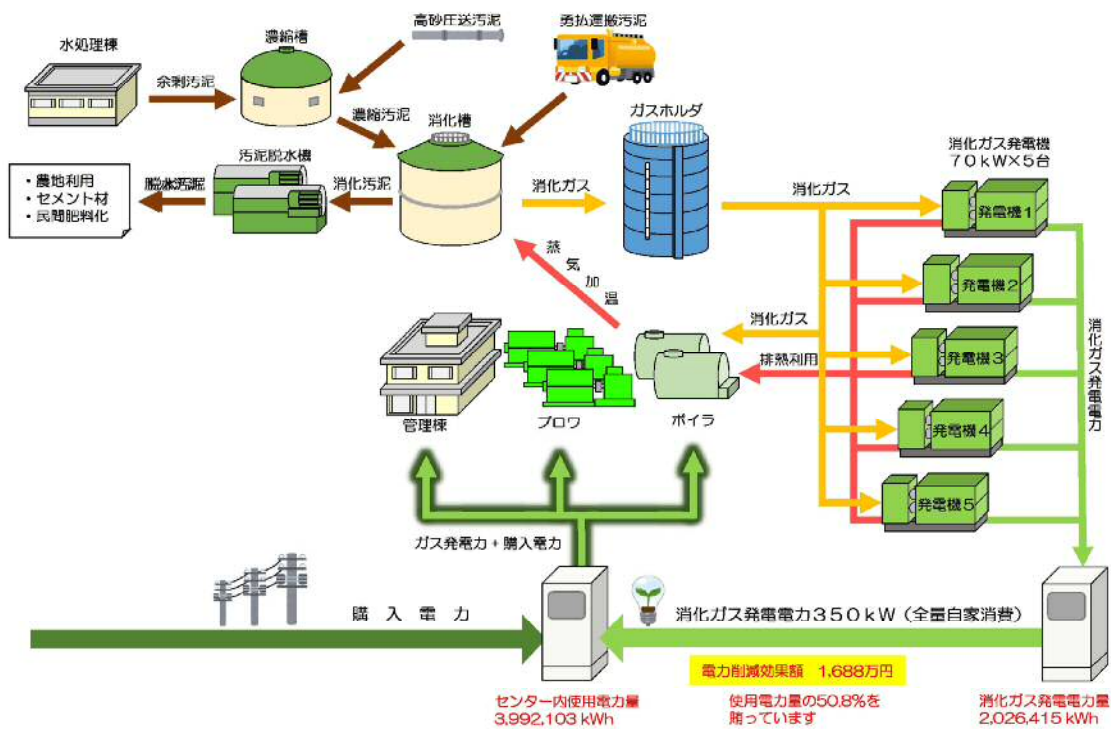 高砂圧送汚泥
勇払運搬汚泥
水処理棟
濃縮槽
余剰汚泥
濃縮汚泥
消化槽
ガスホルダ
消化ガス発電機
70kW×5台
汚泥脱水機
・農地利用
・セメント材
・民間肥料化
消化汚泥
消化ガス
消化ガス
発電機1
蒸気加温
発電機2
消化ガス
発電機3
排熱利用
消化ガス発電電力
管理棟
ブロワ
ボイラ
発電機4
発電機5
ガス発電力+購入電力
購入電力
消化ガス発電電力350kW(全量自家消費)
電力削減効果額 1,688万円
センター内使用電力量
3,992,103 kWh
使用電力量の50.8%を
賄っています
消化ガス発電電力量
2,026,415 kWh